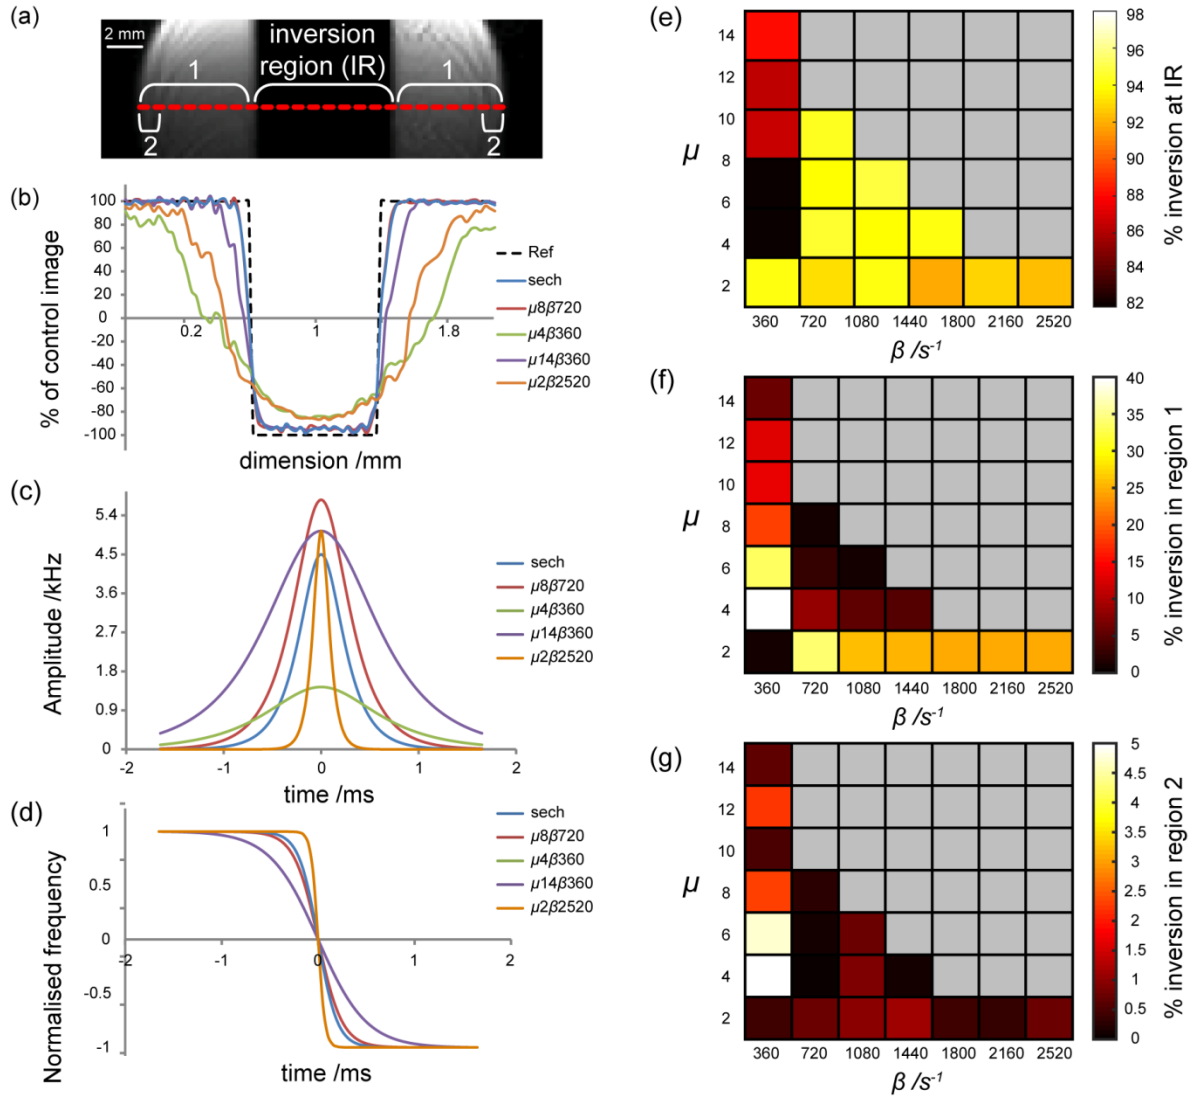 (a)
2 mm
inversion
region (IR)
1
1
2
2
(b)
% of control image
100
80
60
40
20
0
-20
-40
-60
-80
-100
0.2
1
1.8
dimension /mm
Ref
sech
μ8β720
μ4β360
μ14β360
μ2β2520
(c)
Amplitude /kHz
5.4
4.5
3.6
2.7
1.8
0.9
0
-2
-1
0
1
2
time /ms
sech
μ8β720
μ4β360
μ14β360
μ2β2520
(d)
Normalised frequency
1
0.5
0
-0.5
-1
-2
-1
0
1
2
time /ms
sech
μ8β720
μ4β360
μ14β360
μ2β2520
(e)
μ
14
12
10
8
6
4
2
360 720 1080 1440 1800 2160 2520
β /s-1
98
96
94
92
90
88
86
84
82
% inversion at IR
(f)
μ
14
12
10
8
6
4
2
360 720 1080 1440 1800 2160 2520
β /s-1
40
35
30
25
20
15
10
5
0
% inversion in region 1
(g)
μ
14
12
10
8
6
4
2
360 720 1080 1440 1800 2160 2520
β /s-1
5
4.5
4
3.5
3
2.5
2
1.5
1
0.5
0
% inversion in region 2